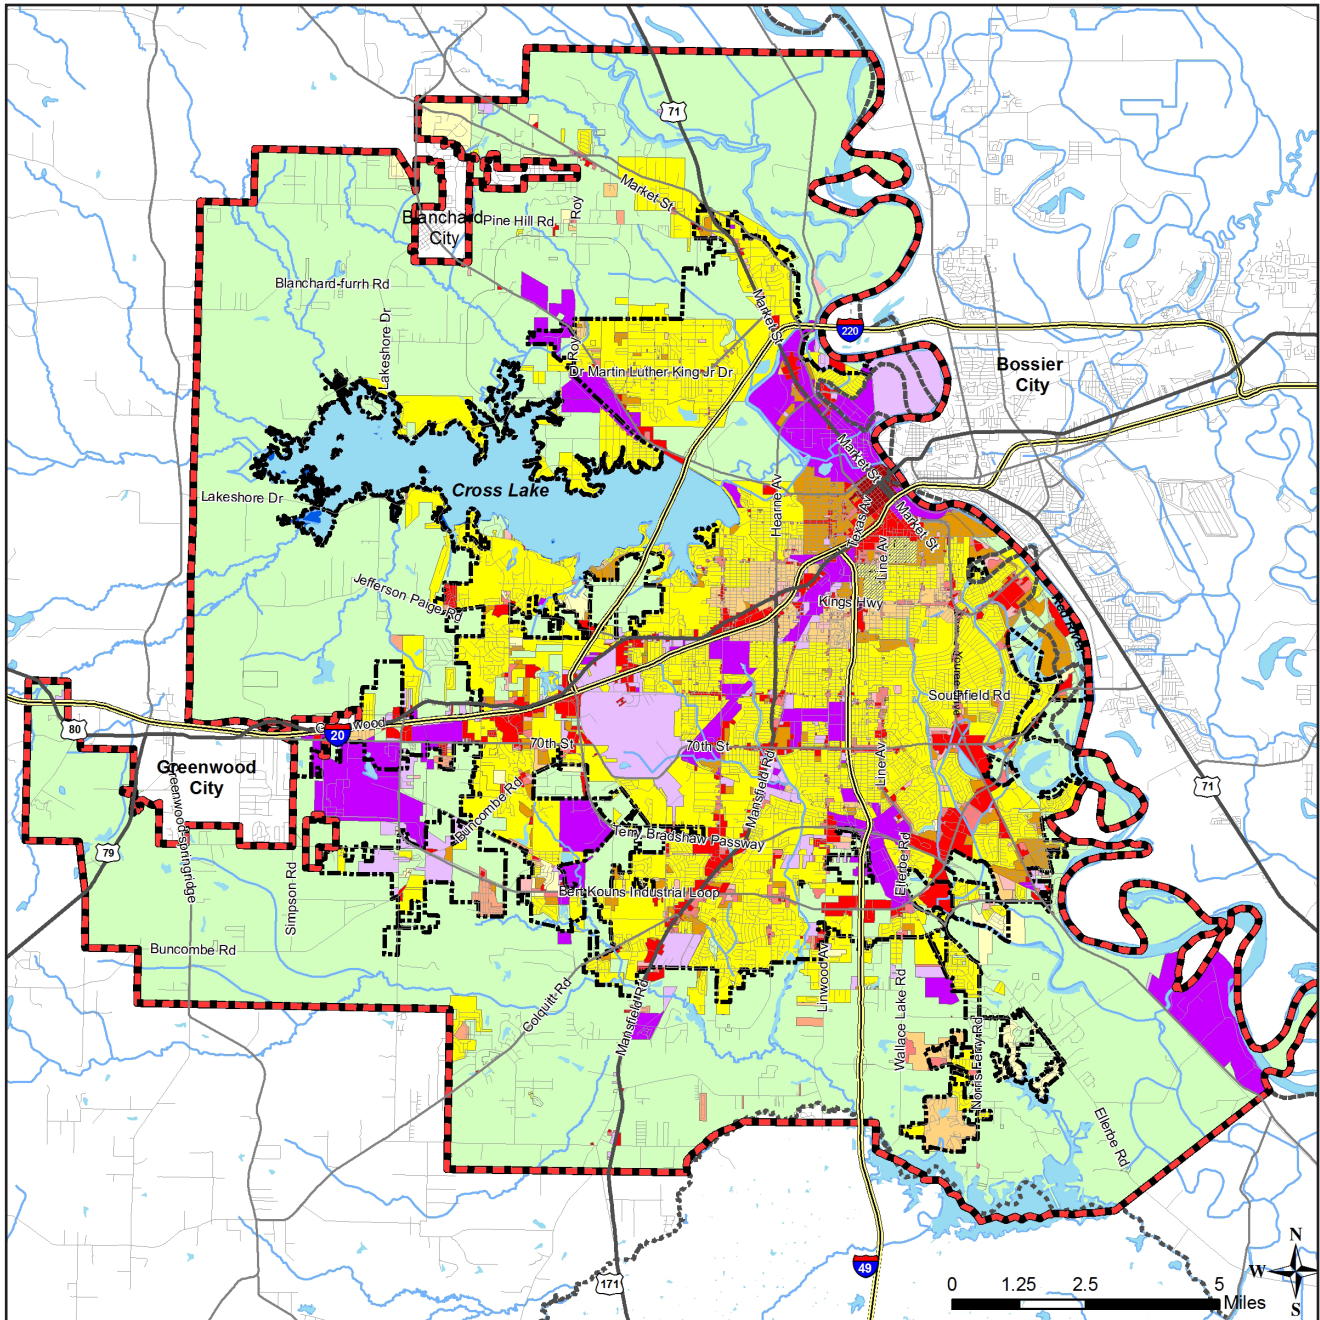 71
Market St
Roy
Blanchard
City
Pine Hill Rd
Blanchard-furrh Rd
Lakeshore Dr
Market St
220
Roy
Dr Martin Luther King Jr Dr
Bossier
City
Market St
Cross Lake
Lakeshore Dr
Hearne Av
Texas Av
Market St
Line Av
Jefferson Paige Rd
Kings Hwy
Red River
Southfield Rd
80
20
70th St
70th St
Line Av
Greenwood
City
Mansfield Rd
71
Greenwood-springridge
Buncombe Rd
Terry Bradshaw Passway
79
Ellerbe Rd
Simpson Rd
Bert Kouns Industrial Loop
Buncombe Rd
Linwood Av
Colquitt Rd
Mansfield Rd
Wallace Lake Rd
Norris Ferry Rd
Ellerbe Rd
N
W
S
49
171
0 1.25 2.5 5
Miles